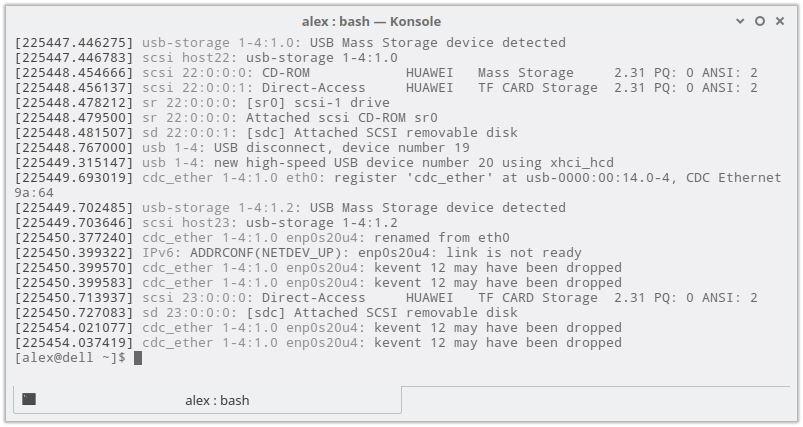 alex : bash — Konsole
[225447.446275] usb-storage 1-4:1.0: USB Mass Storage device detected
[225447.446783] scsi host22: usb-storage 1-4:1.0
[225448.454666] scsi 22:0:0:0: CD-ROM            HUAWEI   Mass Storage     2.31 PQ: 0 ANSI: 2
[225448.456137] scsi 22:0:0:1: Direct-Access     HUAWEI   TF CARD Storage  2.31 PQ: 0 ANSI: 2
[225448.478212] sr 22:0:0:0: [sr0] scsi-1 drive
[225448.479500] sr 22:0:0:0: Attached scsi CD-ROM sr0
[225448.481507] sd 22:0:0:1: [sdc] Attached SCSI removable disk
[225448.767000] usb 1-4: USB disconnect, device number 19
[225449.315147] usb 1-4: new high-speed USB device number 20 using xhci_hcd
[225449.693019] cdc_ether 1-4:1.0 eth0: register 'cdc_ether' at usb-0000:00:14.0-4, CDC Ethernet
9a:64
[225449.702485] usb-storage 1-4:1.2: USB Mass Storage device detected
[225449.703646] scsi host23: usb-storage 1-4:1.2
[225450.377240] cdc_ether 1-4:1.0 enp0s20u4: renamed from eth0
[225450.399322] IPv6: ADDRCONF(NETDEV_UP): enp0s20u4: link is not ready
[225450.399570] cdc_ether 1-4:1.0 enp0s20u4: kevent 12 may have been dropped
[225450.399583] cdc_ether 1-4:1.0 enp0s20u4: kevent 12 may have been dropped
[225450.713937] scsi 23:0:0:0: Direct-Access     HUAWEI   TF CARD Storage  2.31 PQ: 0 ANSI: 2
[225450.727083] sd 23:0:0:0: [sdc] Attached SCSI removable disk
[225454.021077] cdc_ether 1-4:1.0 enp0s20u4: kevent 12 may have been dropped
[225454.037419] cdc_ether 1-4:1.0 enp0s20u4: kevent 12 may have been dropped
[alex@dell ~]$
alex : bash